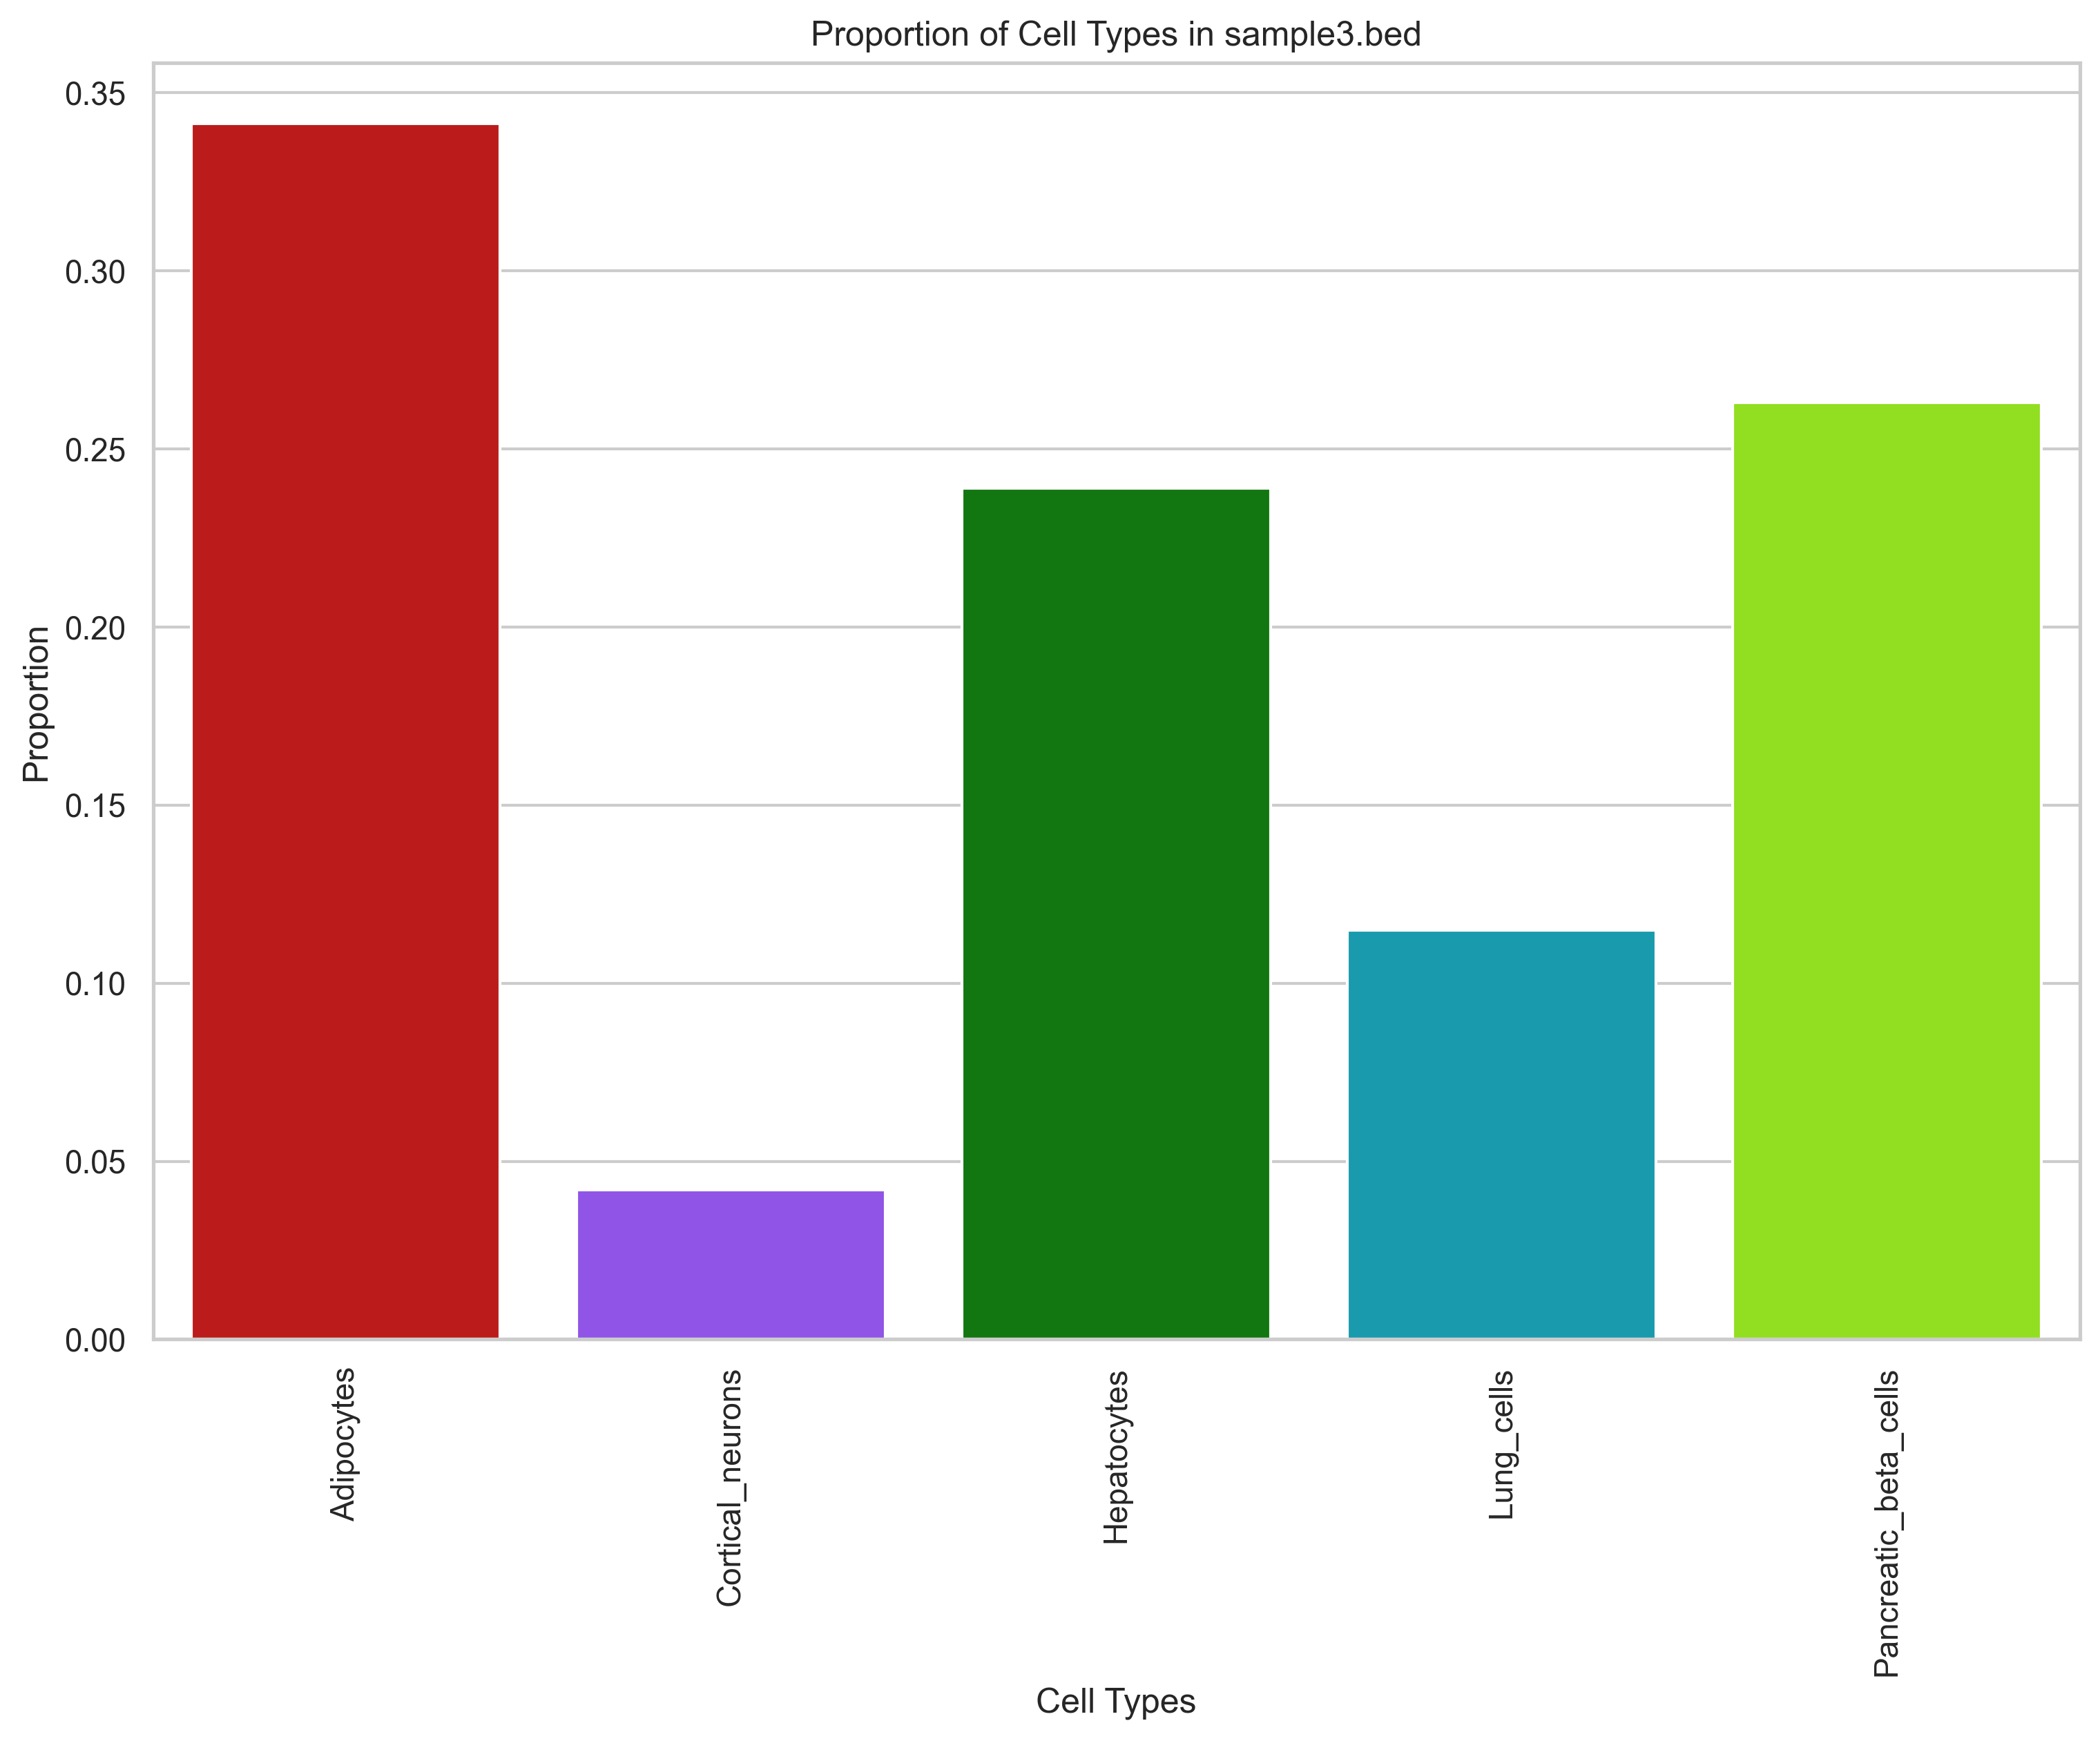 Proportion of Cell Types in sample3.bed
0.35
0.30
0.25
0.20
0.15
0.10
0.05
0.00
Proportion
Adipocytes
Cortical_neurons
Hepatocytes
Lung_cells
Pancreatic_beta_cells
Cell Types